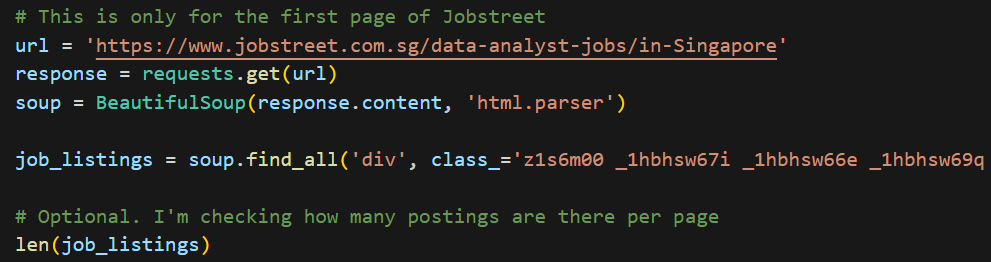 # This is only for the first page of Jobstreet
url = 'https://www.jobstreet.com.sg/data-analyst-jobs/in-Singapore'
response = requests.get(url)
soup = BeautifulSoup(response.content, 'html.parser')
job_listings = soup.find_all('div', class_='z1s6m00 _1hbhsw67i _1hbhsw66e _1hbhsw69q
# Optional. I'm checking how many postings are there per page
len(job_listings)